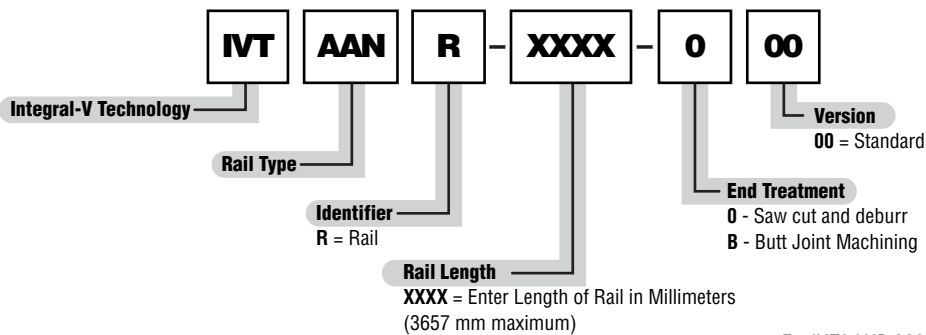 IVT AAN R - XXXX - 0 00
Integral-V Technology
Version
00 = Standard
Rail Type
End Treatment
0 - Saw cut and deburr
B - Butt Joint Machining
Identifier
R = Rail
Rail Length
XXXX = Enter Length of Rail in Millimeters
(3657 mm maximum)